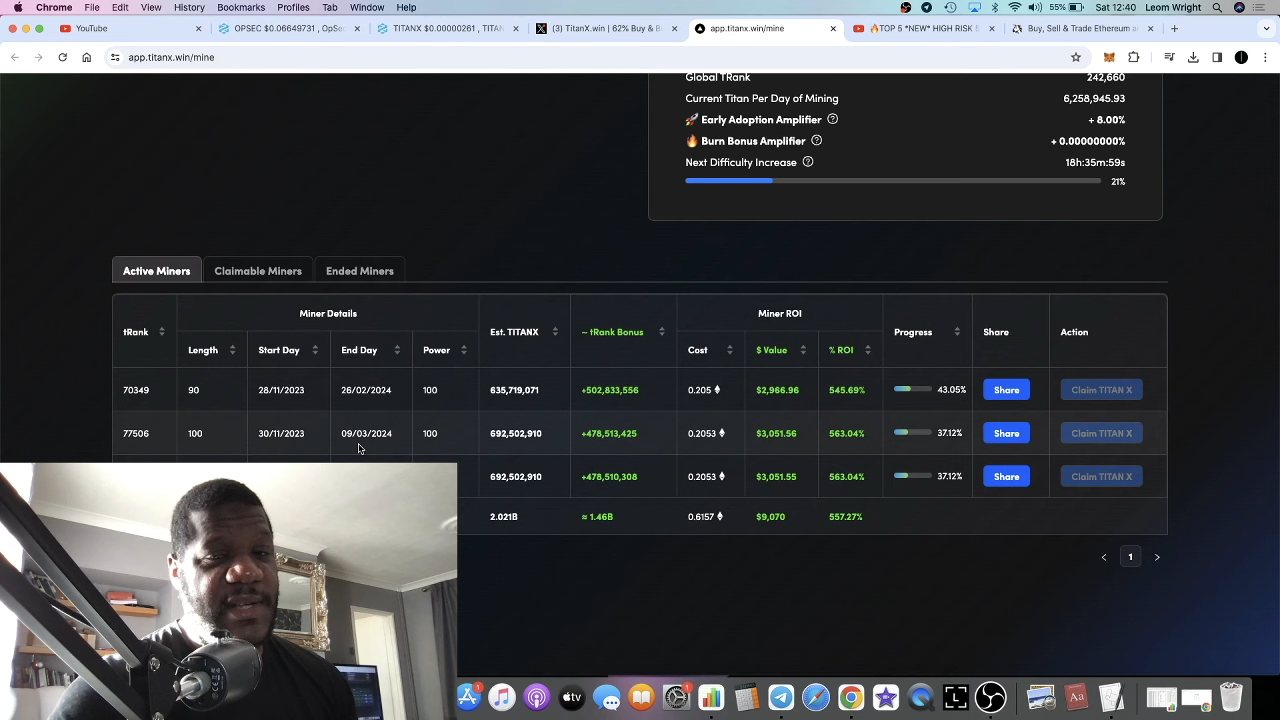 Chrome File Edit View History Bookmarks Profiles Tab Window Help 55% Sat 12:40 Leom Wright
YouTube OPSEC $0.06649731 , OpSe TITANX $0.00000261 , TITAN (3) TitanX.win | 62% Buy & B app.titanx.win/mine 🔥TOP 5 *NEW* HIGH RISK 5 Buy, Sell & Trade Ethereum a
app.titanx.win/mine
Global TRank 242,660
Current Titan Per Day of Mining 6,258,945.93
🚀 Early Adoption Amplifier + 8.00%
🔥 Burn Bonus Amplifier + 0.00000000%
Next Difficulty Increase 18h:35m:59s
21%
Active Miners Claimable Miners Ended Miners
Miner Details Miner ROI
tRank Est. TITANX ~ tRank Bonus Progress Share Action
Length Start Day End Day Power Cost $ Value % ROI
70349 90 28/11/2023 26/02/2024 100 635,719,071 +502,833,556 0.205 $2,966.96 545.69% 43.05% Share Claim TITAN X
77506 100 30/11/2023 09/03/2024 100 692,502,910 +478,513,425 0.2053 $3,051.56 563.04% 37.12% Share Claim TITAN X
692,502,910 +478,510,308 0.2053 $3,051.55 563.04% 37.12% Share Claim TITAN X
2.021B ≈ 1.46B 0.6157 $9,070 557.27%
< 1 >